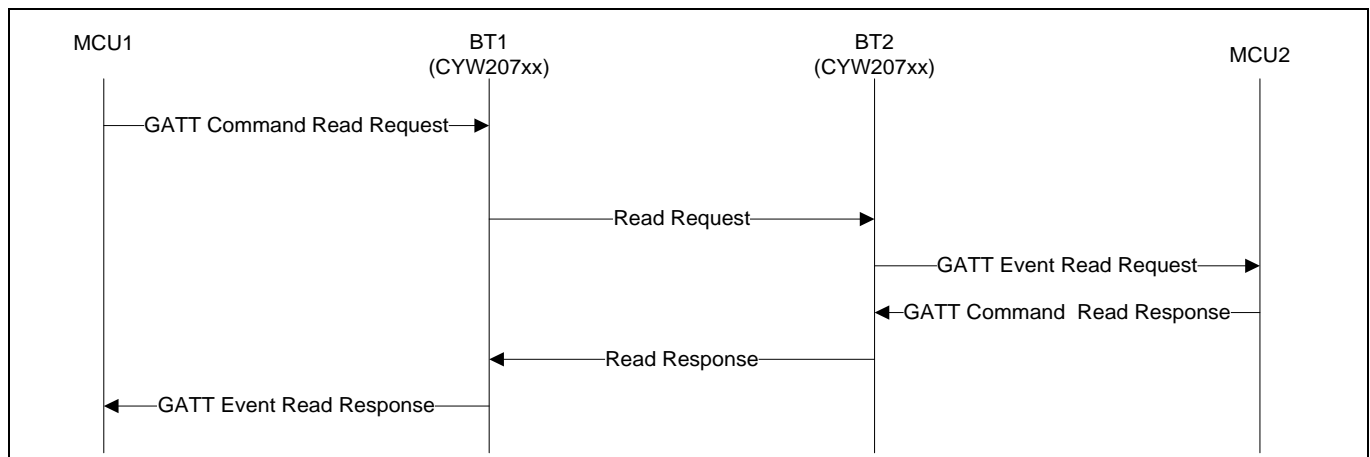 MCU1
BT1
(CYW207xx)
BT2
(CYW207xx)
MCU2
GATT Command Read Request
Read Request
GATT Event Read Request
GATT Command  Read Response
Read Response
GATT Event Read Response